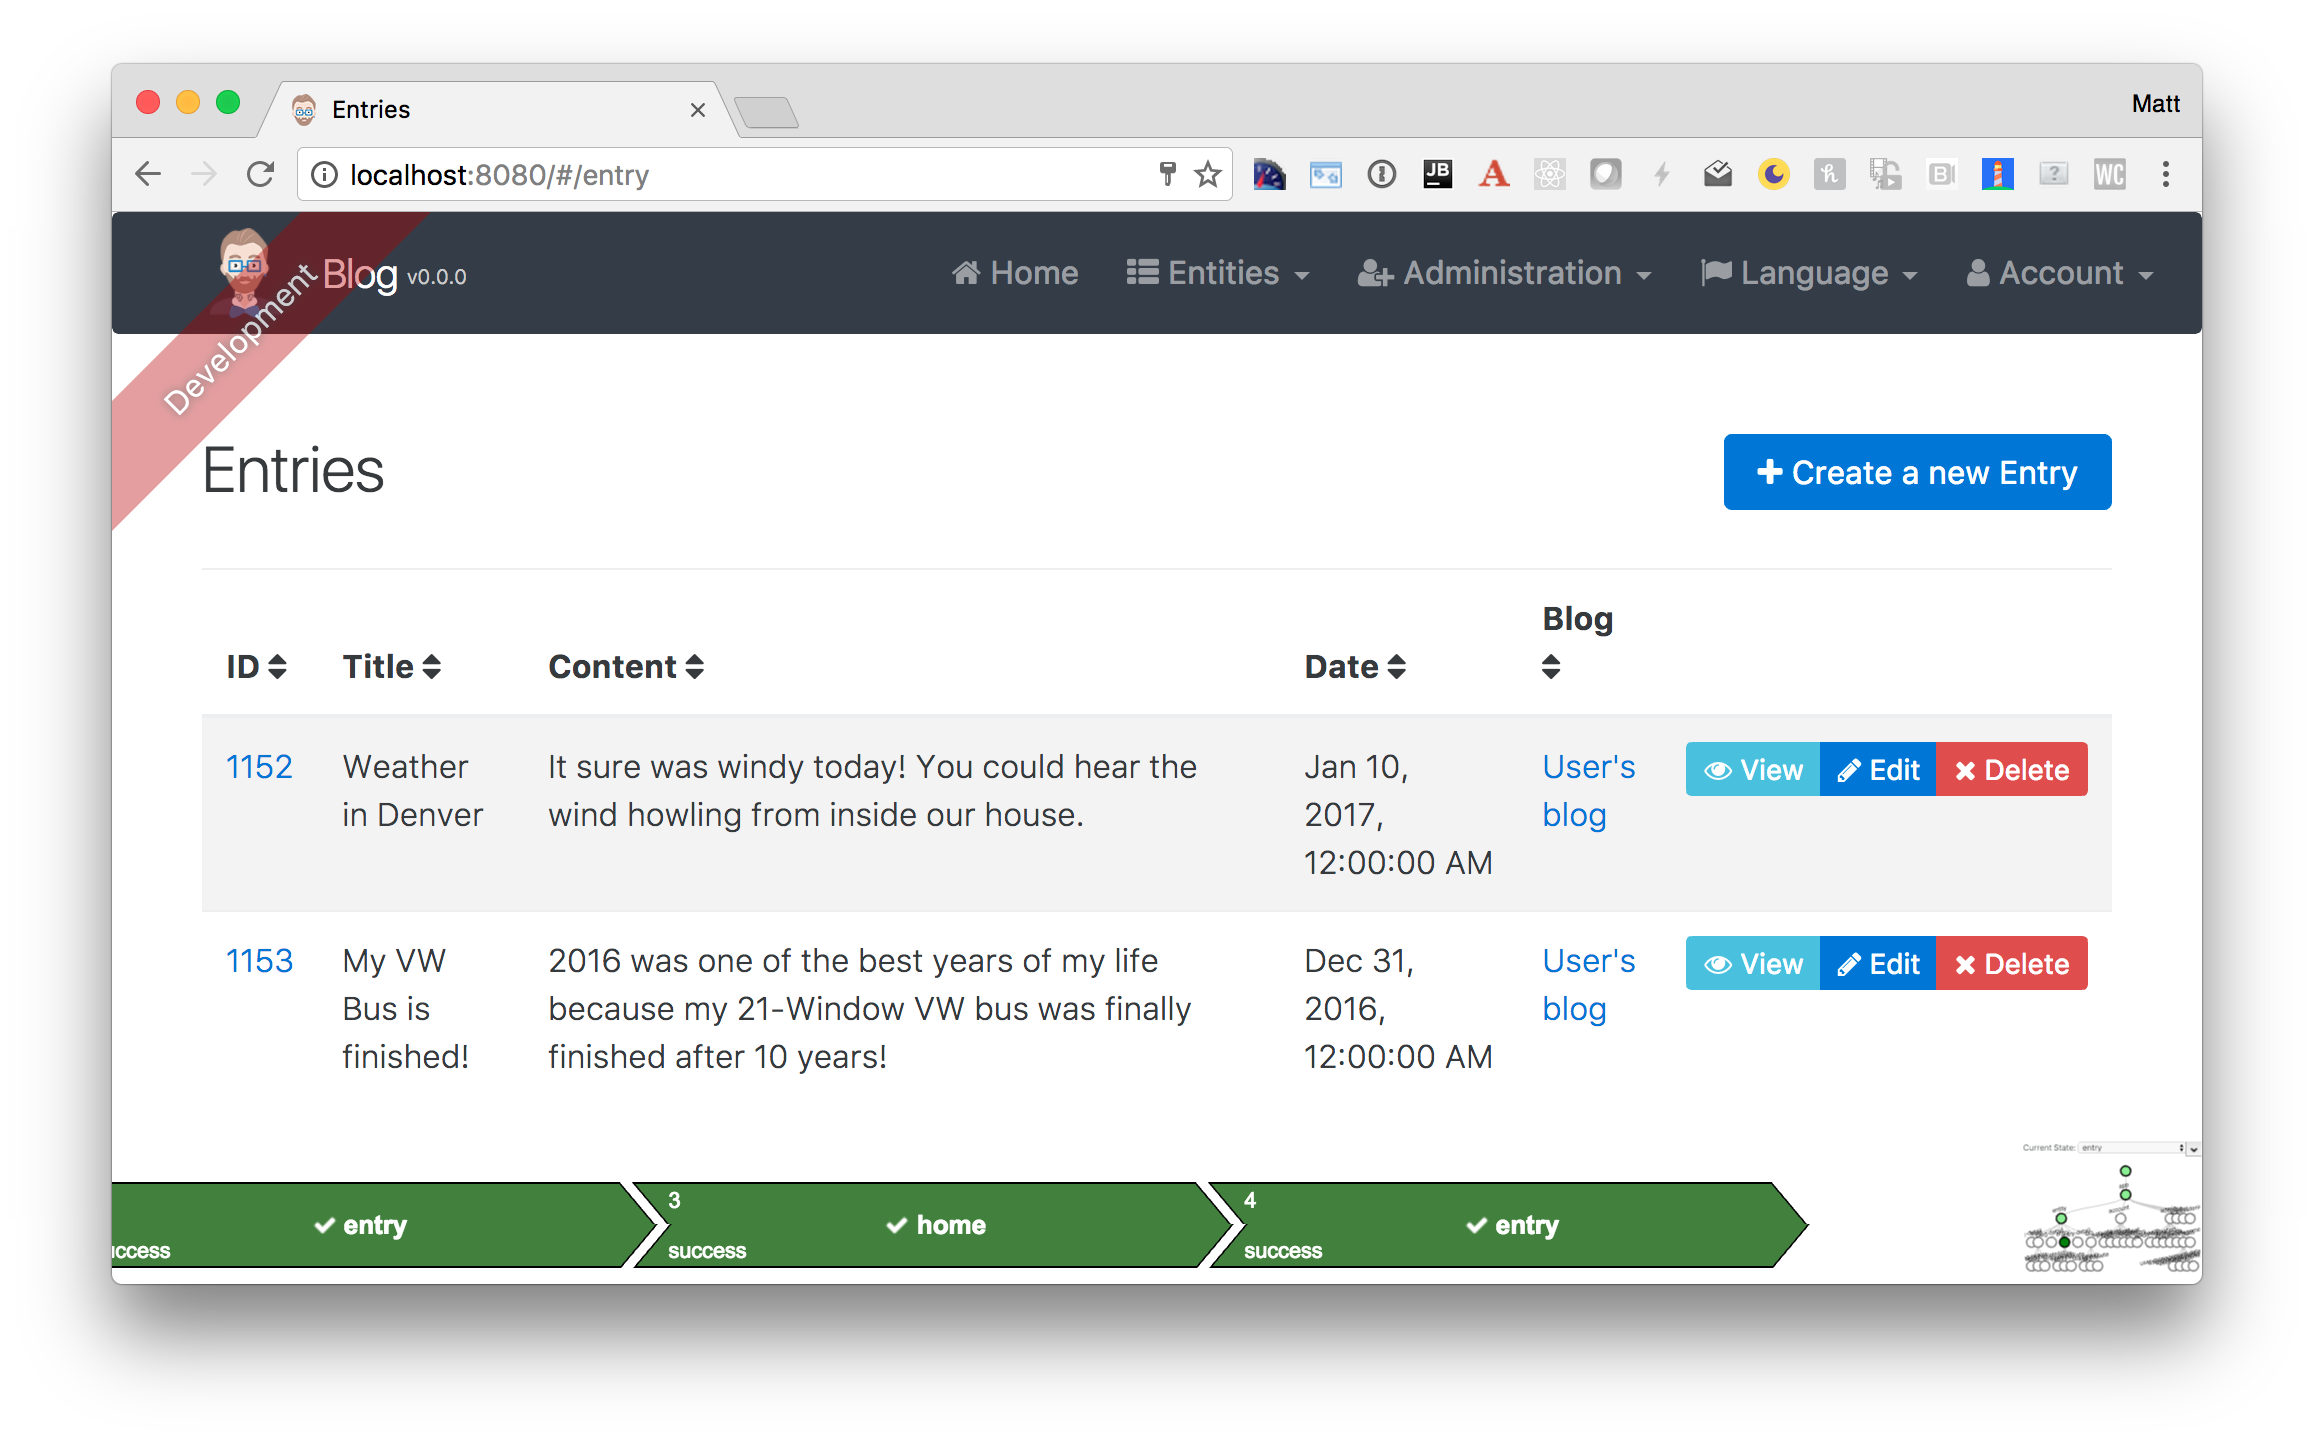 Entries
Matt
localhost:8080/#/entry
JB
A
h
B
?
WC
Development
Blog v0.0.0
Home
Entities
Administration
Language
Account
Entries
Create a new Entry
ID
Title
Content
Date
Blog
1152
Weather
in Denver
It sure was windy today! You could hear the
wind howling from inside our house.
Jan 10,
2017,
12:00:00 AM
User's
blog
View
Edit
Delete
1153
My VW
Bus is
finished!
2016 was one of the best years of my life
because my 21-Window VW bus was finally
finished after 10 years!
Dec 31,
2016,
12:00:00 AM
User's
blog
View
Edit
Delete
Current State: entry
entry
account
entry
uccess
3
home
success
4
entry
success